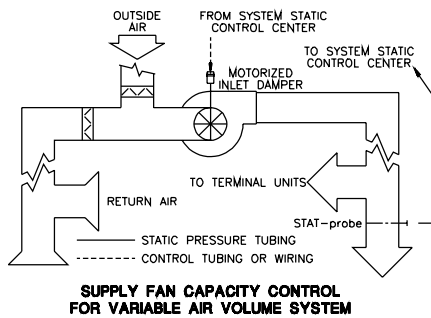 OUTSIDE
AIR
FROM SYSTEM STATIC
CONTROL CENTER
TO SYSTEM STATIC
CONTROL CENTER
MOTORIZED
INLET DAMPER
TO TERMINAL UNITS
RETURN AIR
STAT-probe
STATIC PRESSURE TUBING
CONTROL TUBING OR WIRING
SUPPLY FAN CAPACITY CONTROL
FOR VARIABLE AIR VOLUME SYSTEM